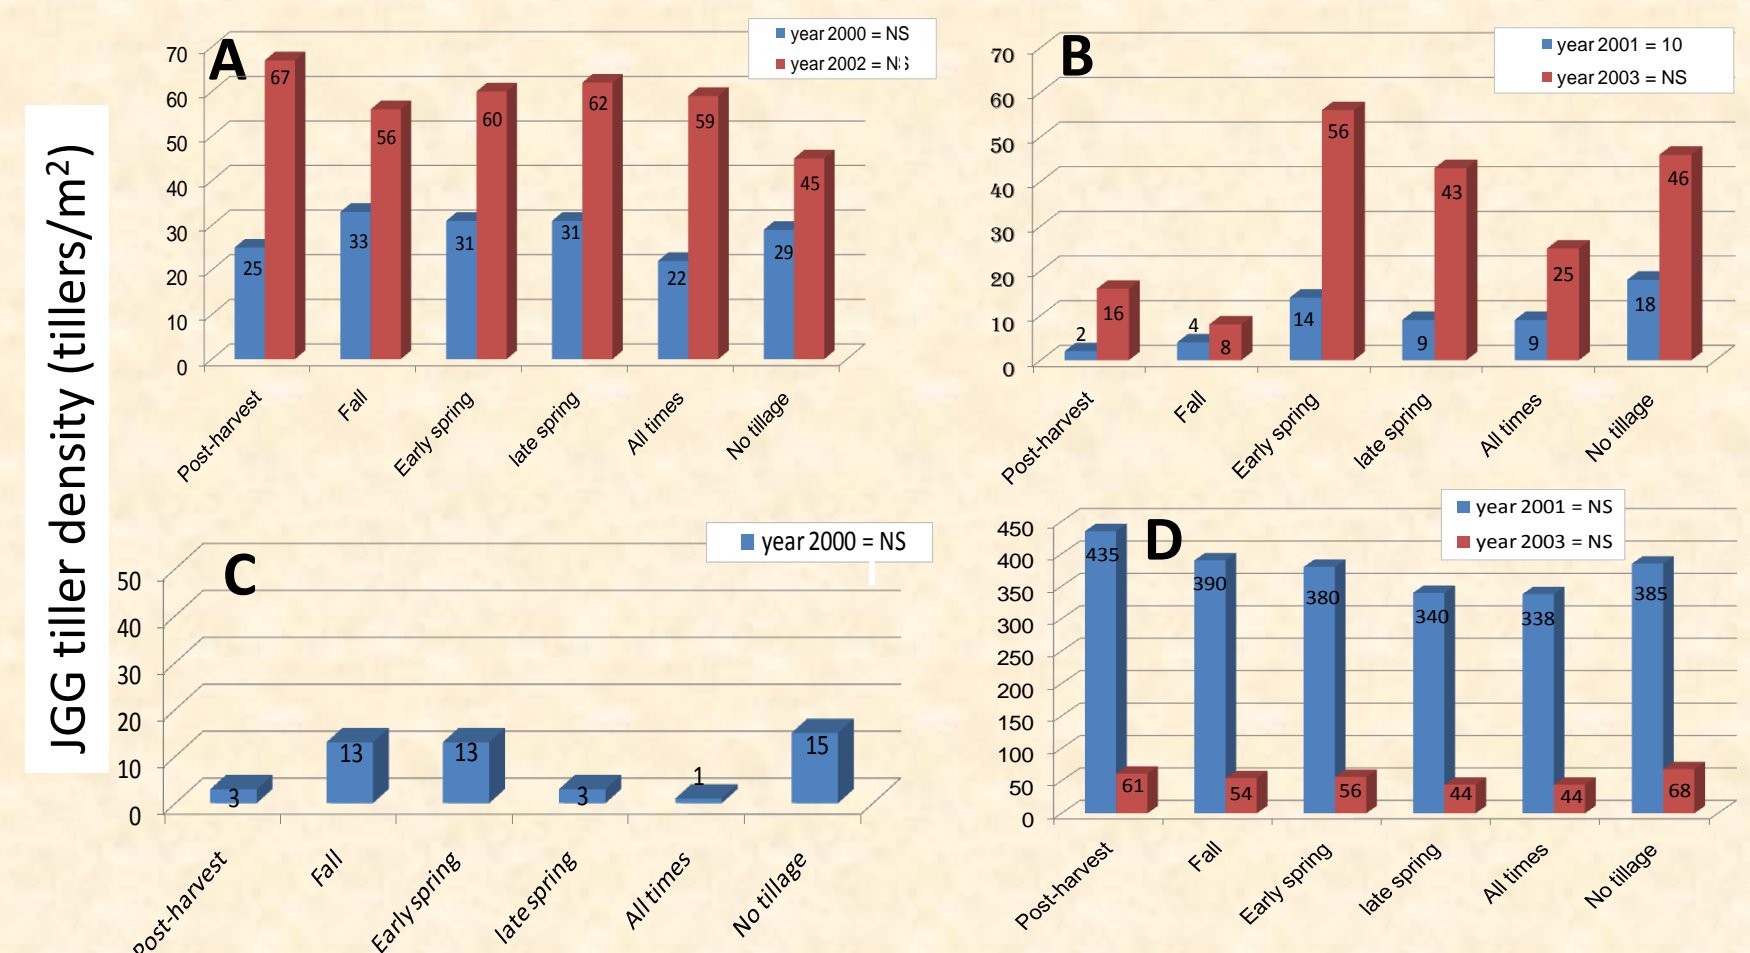 JGG tiller density (tillers/m²)
A
year 2000 = NS
year 2002 = NS
70
60
50
40
30
20
10
0
67
56
60
62
59
45
25
33
31
31
22
29
Post-harvest
Fall
Early spring
late spring
All times
No tillage
B
year 2001 = 10
year 2003 = NS
70
60
50
40
30
20
10
0
2
16
4
8
14
56
9
43
9
25
18
46
Post-harvest
Fall
Early spring
late spring
All times
No tillage
C
year 2000 = NS
50
40
30
20
10
0
3
13
13
3
1
15
Post-harvest
Fall
Early spring
late spring
All times
No tillage
D
year 2001 = NS
year 2003 = NS
450
400
350
300
250
200
150
100
50
0
435
390
380
340
338
385
61
54
56
44
44
68
Post-harvest
Fall
Early spring
late spring
All times
No tillage